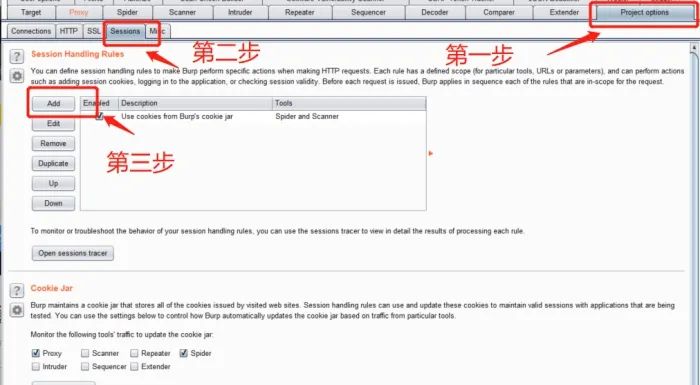 Target Proxy Spider Scanner Intruder Repeater Sequencer Decoder Comparer Extender Project options
Connections HTTP SSL Sessions Misc
第二步
第一步
Session Handling Rules
You can define session handling rules to make Burp perform specific actions when making HTTP requests. Each rule has a defined scope (for particular tools, URLs or parameters), and can perform actions
such as adding session cookies, logging in to the application, or checking session validity. Before each request is issued, Burp applies in sequence each of the rules that are in-scope for the request.
Add
Enabled Description Tools
Use cookies from Burp's cookie jar Spider and Scanner
Edit
第三步
Remove
Duplicate
Up
Down
To monitor or troubleshoot the behavior of your session handling rules, you can use the sessions tracer to view in detail the results of processing each rule.
Open sessions tracer
Cookie Jar
Burp maintains a cookie jar that stores all of the cookies issued by visited web sites. Session handling rules can use and update these cookies to maintain valid sessions with applications that are being
tested. You can use the settings below to control how Burp automatically updates the cookie jar based on traffic from particular tools.
Monitor the following tools' traffic to update the cookie jar:
Proxy Scanner Repeater Spider
Intruder Sequencer Extender